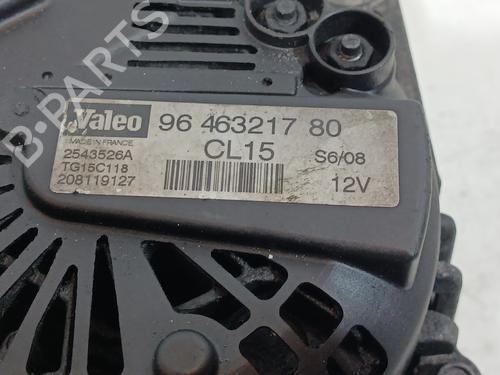 B-PARTS
Valeo
MADE IN FRANCE
2543526A
TG15C118
208119127
96 463217 80
CL15
S6/08
12V